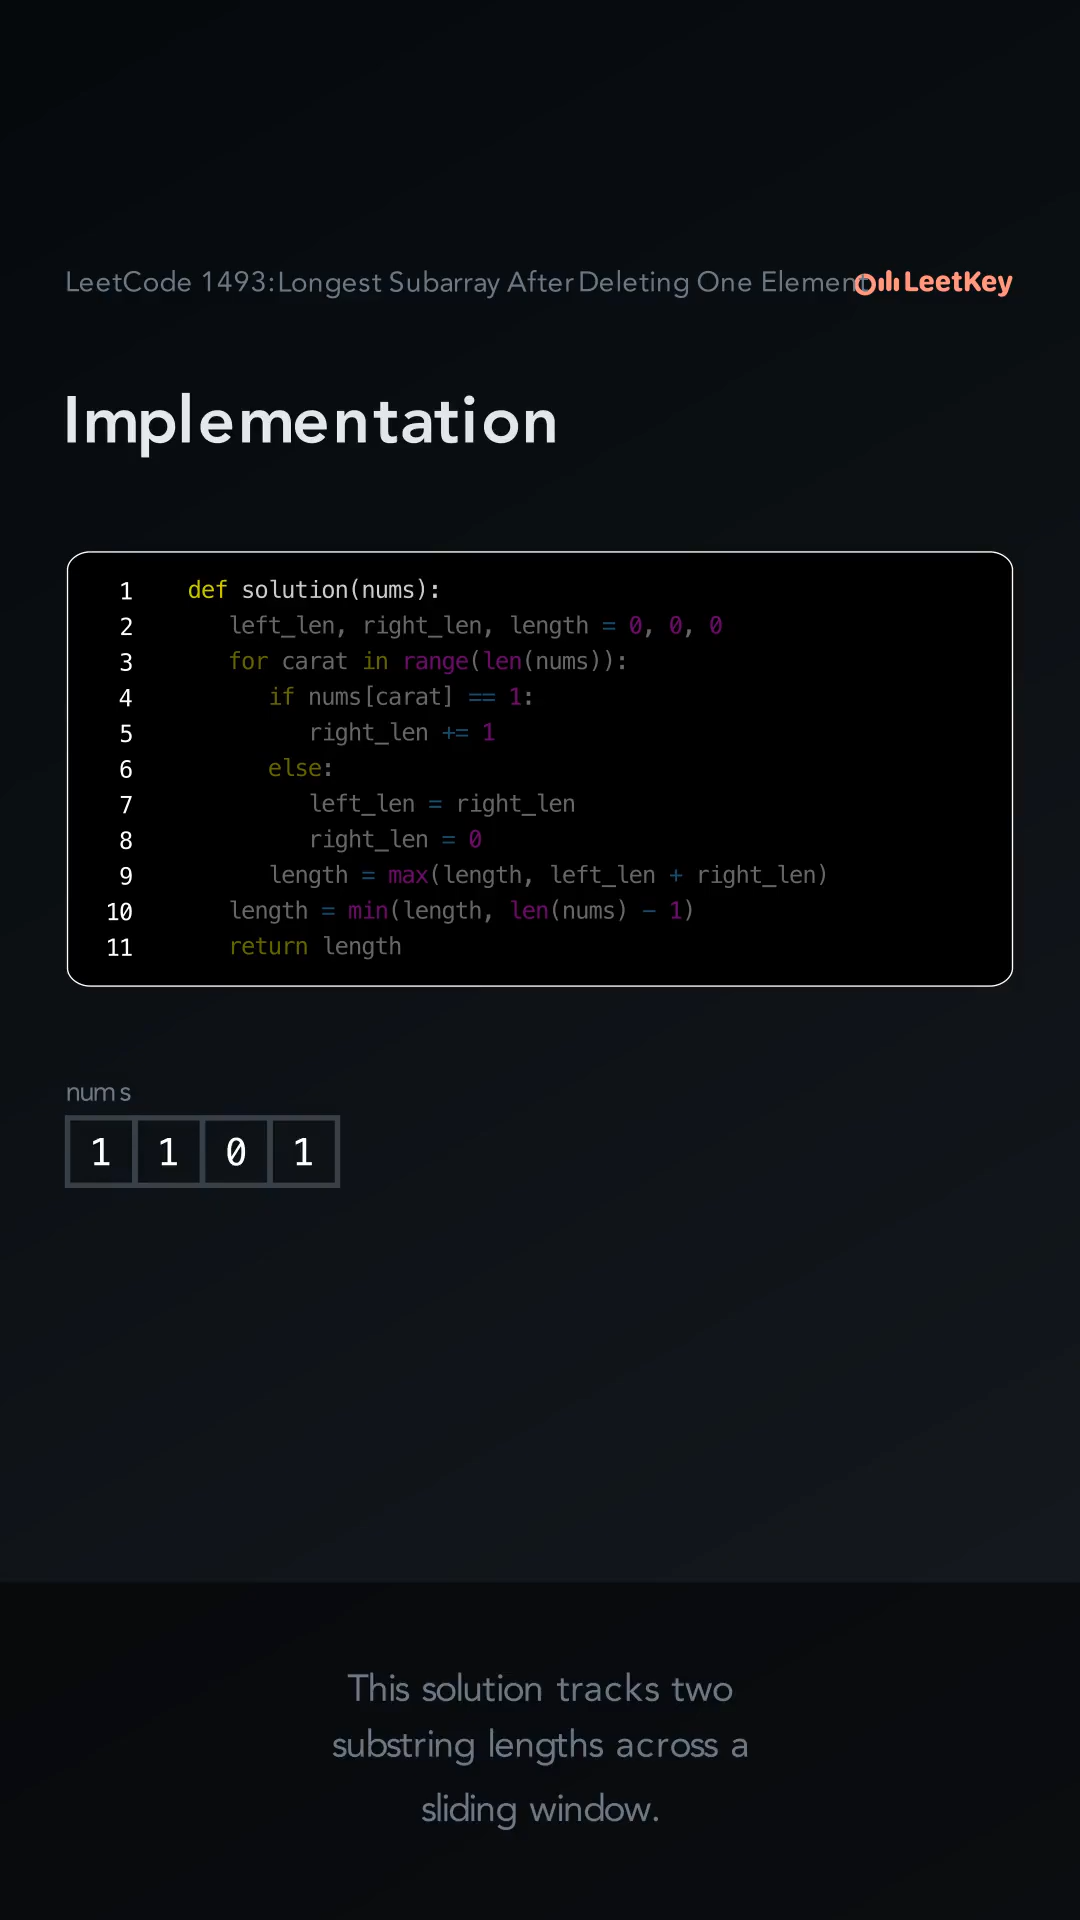 LeetCode 1493: Longest Subarray After Deleting One Element LeetKey
Implementation
1 def solution(nums):
2 left_len, right_len, length = 0, 0, 0
3 for carat in range(len(nums)):
4 if nums[carat] == 1:
5 right_len += 1
6 else:
7 left_len = right_len
8 right_len = 0
9 length = max(length, left_len + right_len)
10 length = min(length, len(nums) - 1)
11 return length
nums
1 1 0 1
This solution tracks two
substring lengths across a
sliding window.